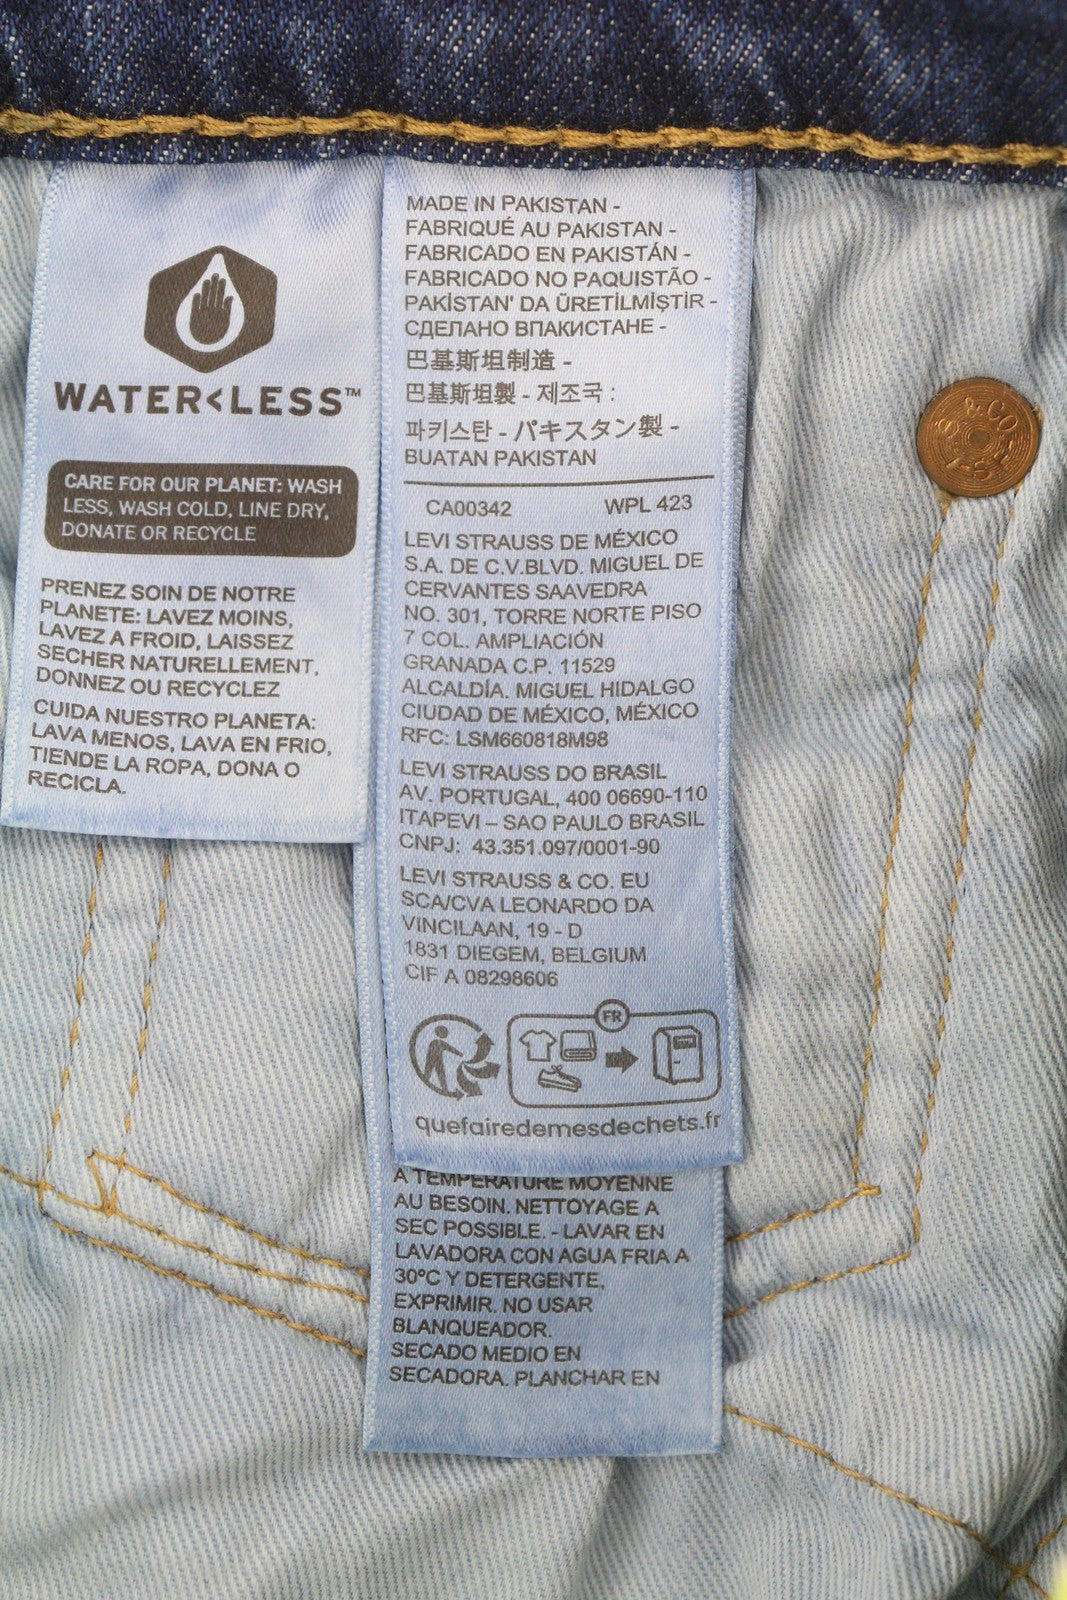 WATER<LESS™
CARE FOR OUR PLANET: WASH
LESS, WASH COLD, LINE DRY,
DONATE OR RECYCLE
PRENEZ SOIN DE NOTRE
PLANETE: LAVEZ MOINS,
LAVEZ A FROID, LAISSEZ
SECHER NATURELLEMENT,
DONNEZ OU RECYCLEZ
CUIDA NUESTRO PLANETA:
LAVA MENOS, LAVA EN FRIO,
TIENDE LA ROPA, DONA O
RECICLA.
MADE IN PAKISTAN -
FABRIQUÉ AU PAKISTAN -
FABRICADO EN PAKISTÁN -
FABRICADO NO PAQUISTÃO -
PAKİSTAN' DA ÜRETİLMİŞTİR -
СДЕЛАНО ВПАКИСТАНЕ -
巴基斯坦制造 -
巴基斯坦製 - 제조국 :
파키스탄 - パキスタン製 -
BUATAN PAKISTAN
CA00342 WPL 423
LEVI STRAUSS DE MÉXICO
S.A. DE C.V.BLVD. MIGUEL DE
CERVANTES SAAVEDRA
NO. 301, TORRE NORTE PISO
7 COL. AMPLIACIÓN
GRANADA C.P. 11529
ALCALDÍA. MIGUEL HIDALGO
CIUDAD DE MÉXICO, MÉXICO
RFC: LSM660818M98
LEVI STRAUSS DO BRASIL
AV. PORTUGAL, 400 06690-110
ITAPEVI – SAO PAULO BRASIL
CNPJ: 43.351.097/0001-90
LEVI STRAUSS & CO. EU
SCA/CVA LEONARDO DA
VINCILAAN, 19 - D
1831 DIEGEM, BELGIUM
CIF A 08298606
FR
quefairedemesdechets.fr
A TEMPERATURE MOYENNE
AU BESOIN. NETTOYAGE A
SEC POSSIBLE. - LAVAR EN
LAVADORA CON AGUA FRIA A
30ºC Y DETERGENTE,
EXPRIMIR. NO USAR
BLANQUEADOR.
SECADO MEDIO EN
SECADORA. PLANCHAR EN
& CO